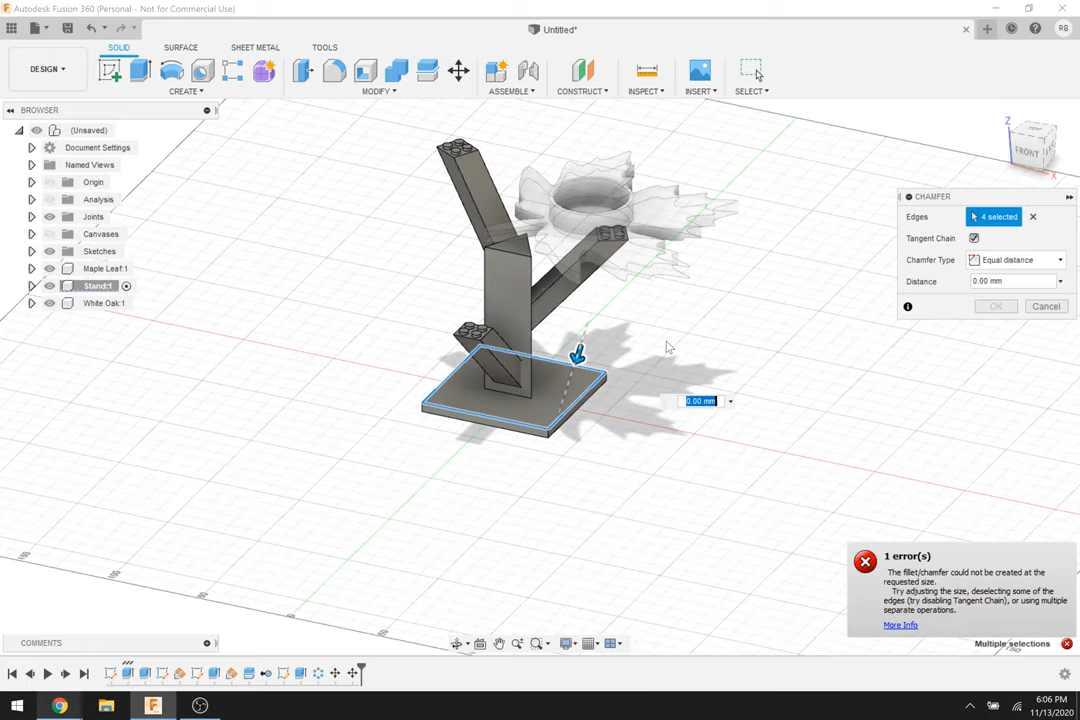 Autodesk Fusion 360 (Personal - Not for Commercial Use)
Untitled*
RB
DESIGN
SOLID
SURFACE
SHEET METAL
TOOLS
CREATE
MODIFY
ASSEMBLE
CONSTRUCT
INSPECT
INSERT
SELECT
BROWSER
(Unsaved)
Document Settings
Named Views
Origin
Analysis
Joints
Canvases
Sketches
Maple Leaf:1
Stand:1
White Oak:1
Z
TOP
FRONT
X
CHAMFER
Edges
4 selected
Tangent Chain
Chamfer Type
Equal distance
Distance
0.00 mm
OK
Cancel
0.00 mm
1 error(s)
The fillet/chamfer could not be created at the
requested size.
Try adjusting the size, deselecting some of the
edges (try disabling Tangent Chain), or using multiple
separate operations.
More Info
Multiple selections
COMMENTS
6:06 PM
11/13/2020